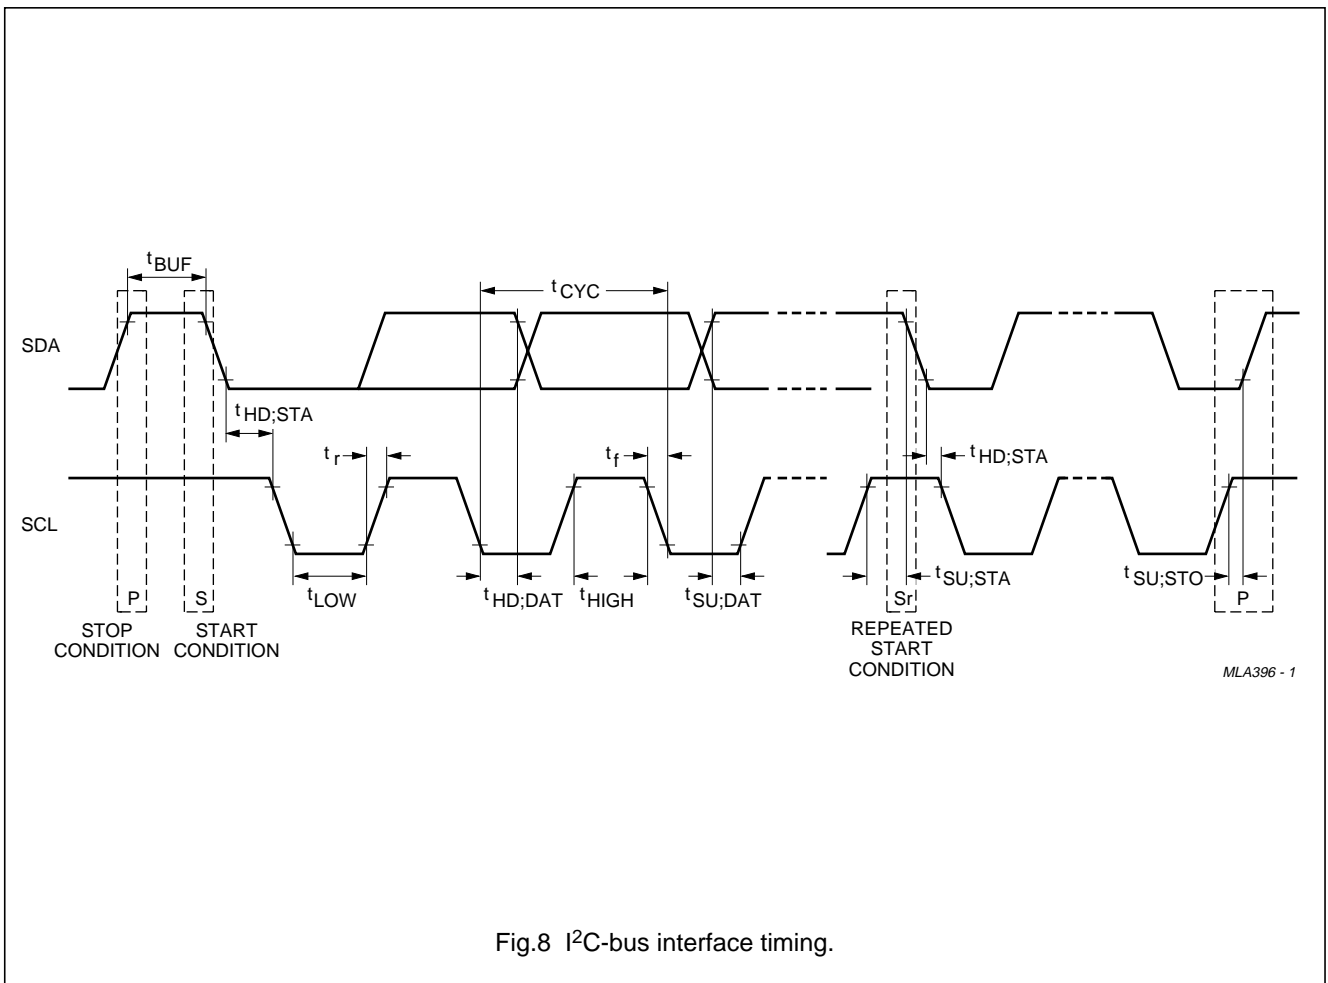 tBUF
tCYC
SDA
tHD;STA
tr
tf
tHD;STA
SCL
tLOW
tHD;DAT
tHIGH
tSU;DAT
tSU;STA
tSU;STO
P
S
Sr
P
STOP
CONDITION
START
CONDITION
REPEATED
START
CONDITION
MLA396 - 1
Fig.8 I²C-bus interface timing.